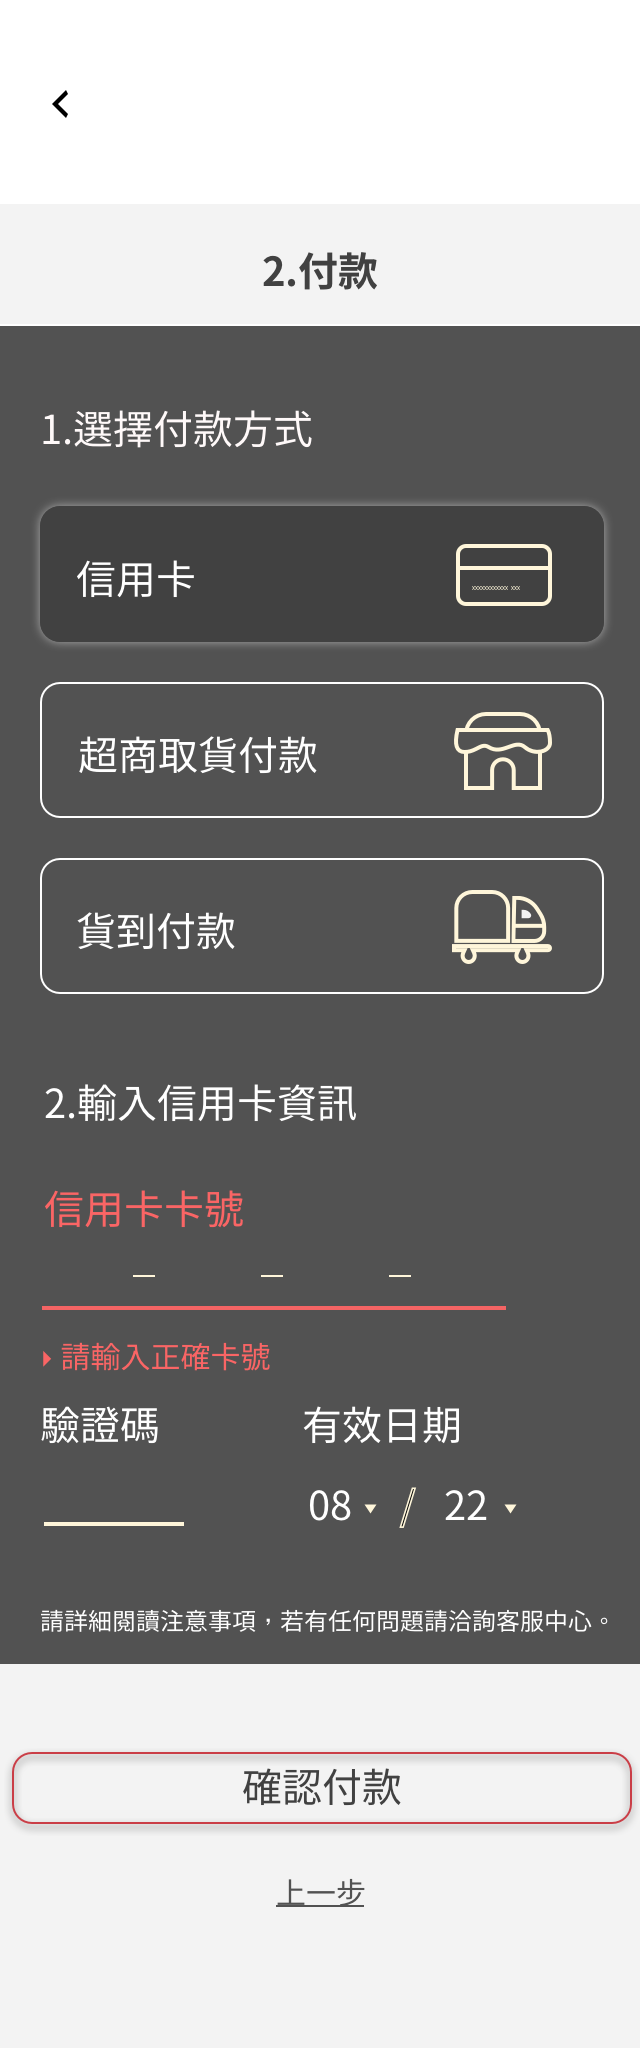 2.付款
1.選擇付款方式
信用卡
xxxxxxxxxxxx xxx
超商取貨付款
貨到付款
2.輸入信用卡資訊
信用卡卡號
請輸入正確卡號
驗證碼 有效日期
08 / 22
請詳細閱讀注意事項，若有任何問題請洽詢客服中心。
確認付款
上一步